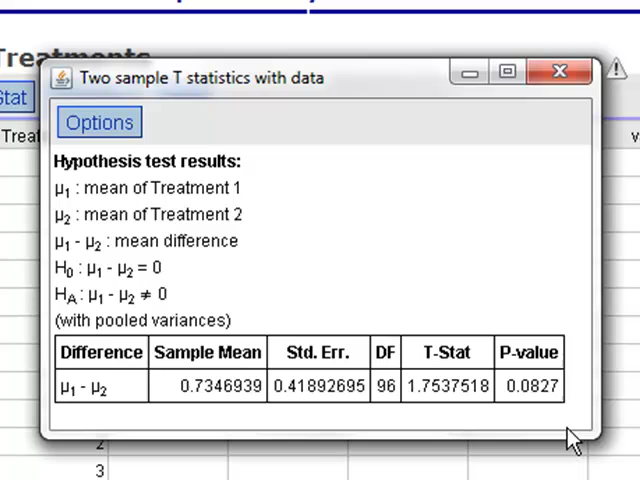 Treatments
Two sample T statistics with data
Stat
Options
Treat
Hypothesis test results:
μ1 : mean of Treatment 1
μ2 : mean of Treatment 2
μ1 - μ2 : mean difference
H0 : μ1 - μ2 = 0
HA : μ1 - μ2 ≠ 0
(with pooled variances)
Difference Sample Mean Std. Err. DF T-Stat P-value
μ1 - μ2 0.7346939 0.41892695 96 1.7537518 0.0827
2
3